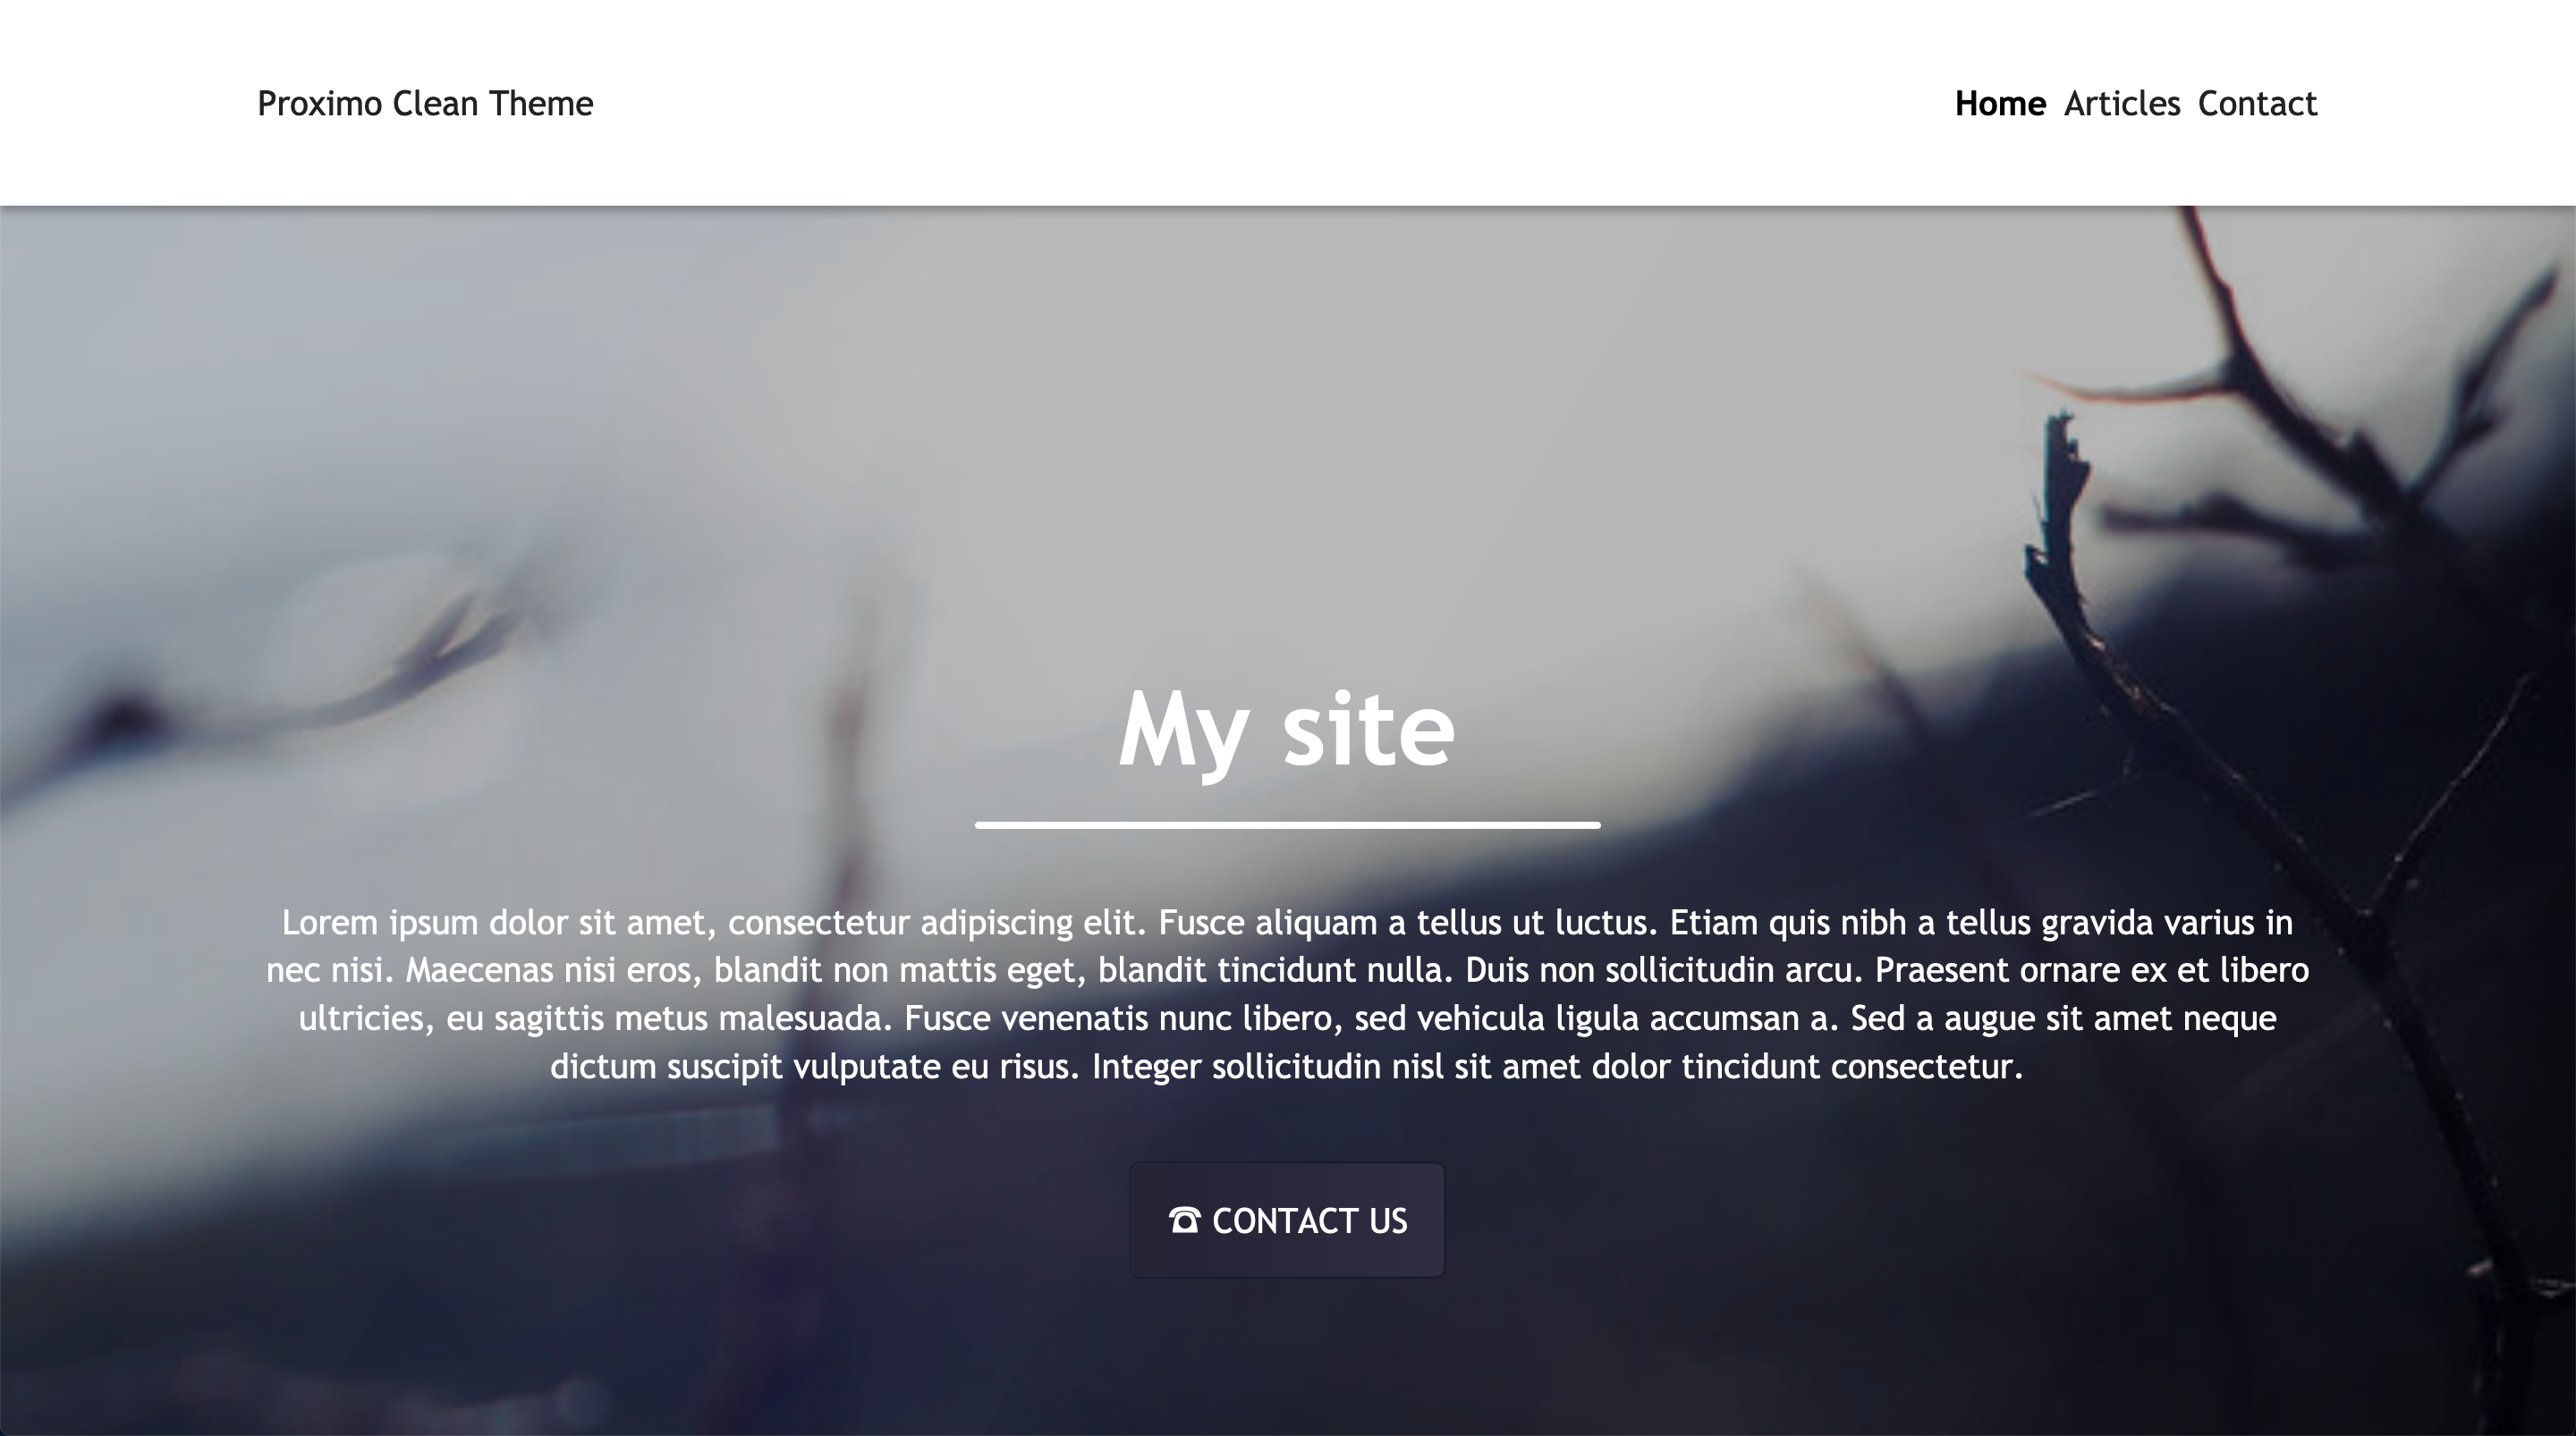 Proximo Clean Theme
Home Articles Contact
My site
Lorem ipsum dolor sit amet, consectetur adipiscing elit. Fusce aliquam a tellus ut luctus. Etiam quis nibh a tellus gravida varius in
nec nisi. Maecenas nisi eros, blandit non mattis eget, blandit tincidunt nulla. Duis non sollicitudin arcu. Praesent ornare ex et libero
ultricies, eu sagittis metus malesuada. Fusce venenatis nunc libero, sed vehicula ligula accumsan a. Sed a augue sit amet neque
dictum suscipit vulputate eu risus. Integer sollicitudin nisl sit amet dolor tincidunt consectetur.
☎ CONTACT US